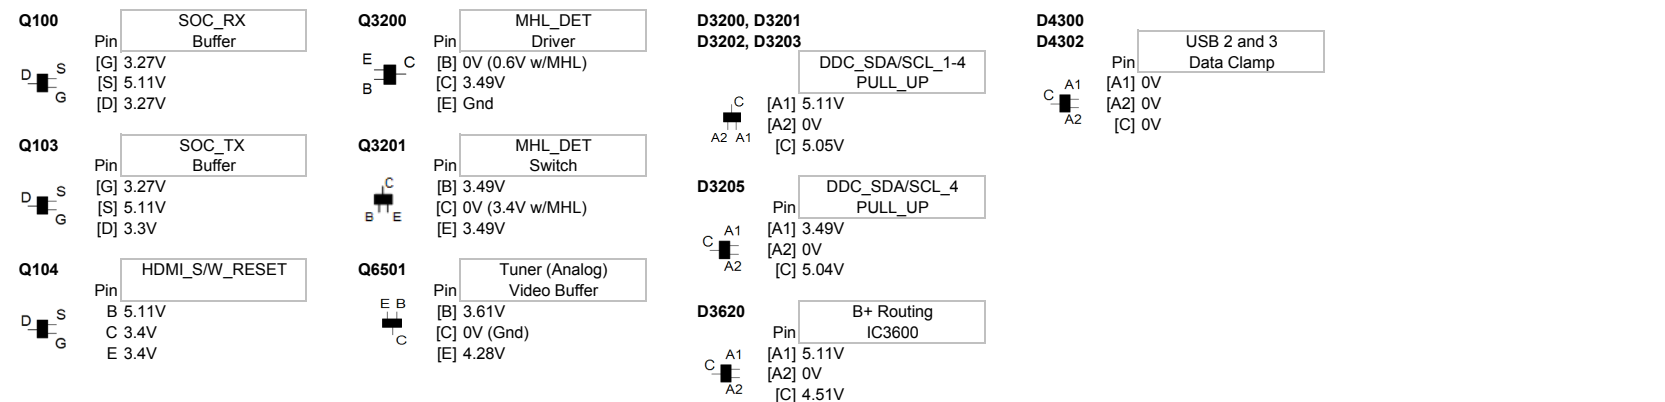 Q100
SOC_RX
Pin Buffer
[G] 3.27V
[S] 5.11V
[D] 3.27V
D S G
Q103
SOC_TX
Pin Buffer
[G] 3.27V
[S] 5.11V
[D] 3.3V
D S G
Q104
HDMI_S/W_RESET
Pin
B 5.11V
C 3.4V
E 3.4V
D S G
Q3200
MHL_DET
Pin Driver
[B] 0V (0.6V w/MHL)
[C] 3.49V
[E] Gnd
E C B
Q3201
MHL_DET
Pin Switch
[B] 3.49V
[C] 0V (3.4V w/MHL)
[E] 3.49V
C
B E
Q6501
Tuner (Analog)
Pin Video Buffer
[B] 3.61V
[C] 0V (Gnd)
[E] 4.28V
E B
C
D3200, D3201
D3202, D3203
DDC_SDA/SCL_1-4
PULL_UP
[A1] 5.11V
[A2] 0V
[C] 5.05V
C
A2 A1
D3205
DDC_SDA/SCL_4
Pin PULL_UP
[A1] 3.49V
[A2] 0V
[C] 5.04V
A1
C
A2
D3620
B+ Routing
Pin IC3600
[A1] 5.11V
[A2] 0V
[C] 4.51V
A1
C
A2
D4300
D4302
USB 2 and 3
Pin Data Clamp
[A1] 0V
[A2] 0V
[C] 0V
A1
C
A2